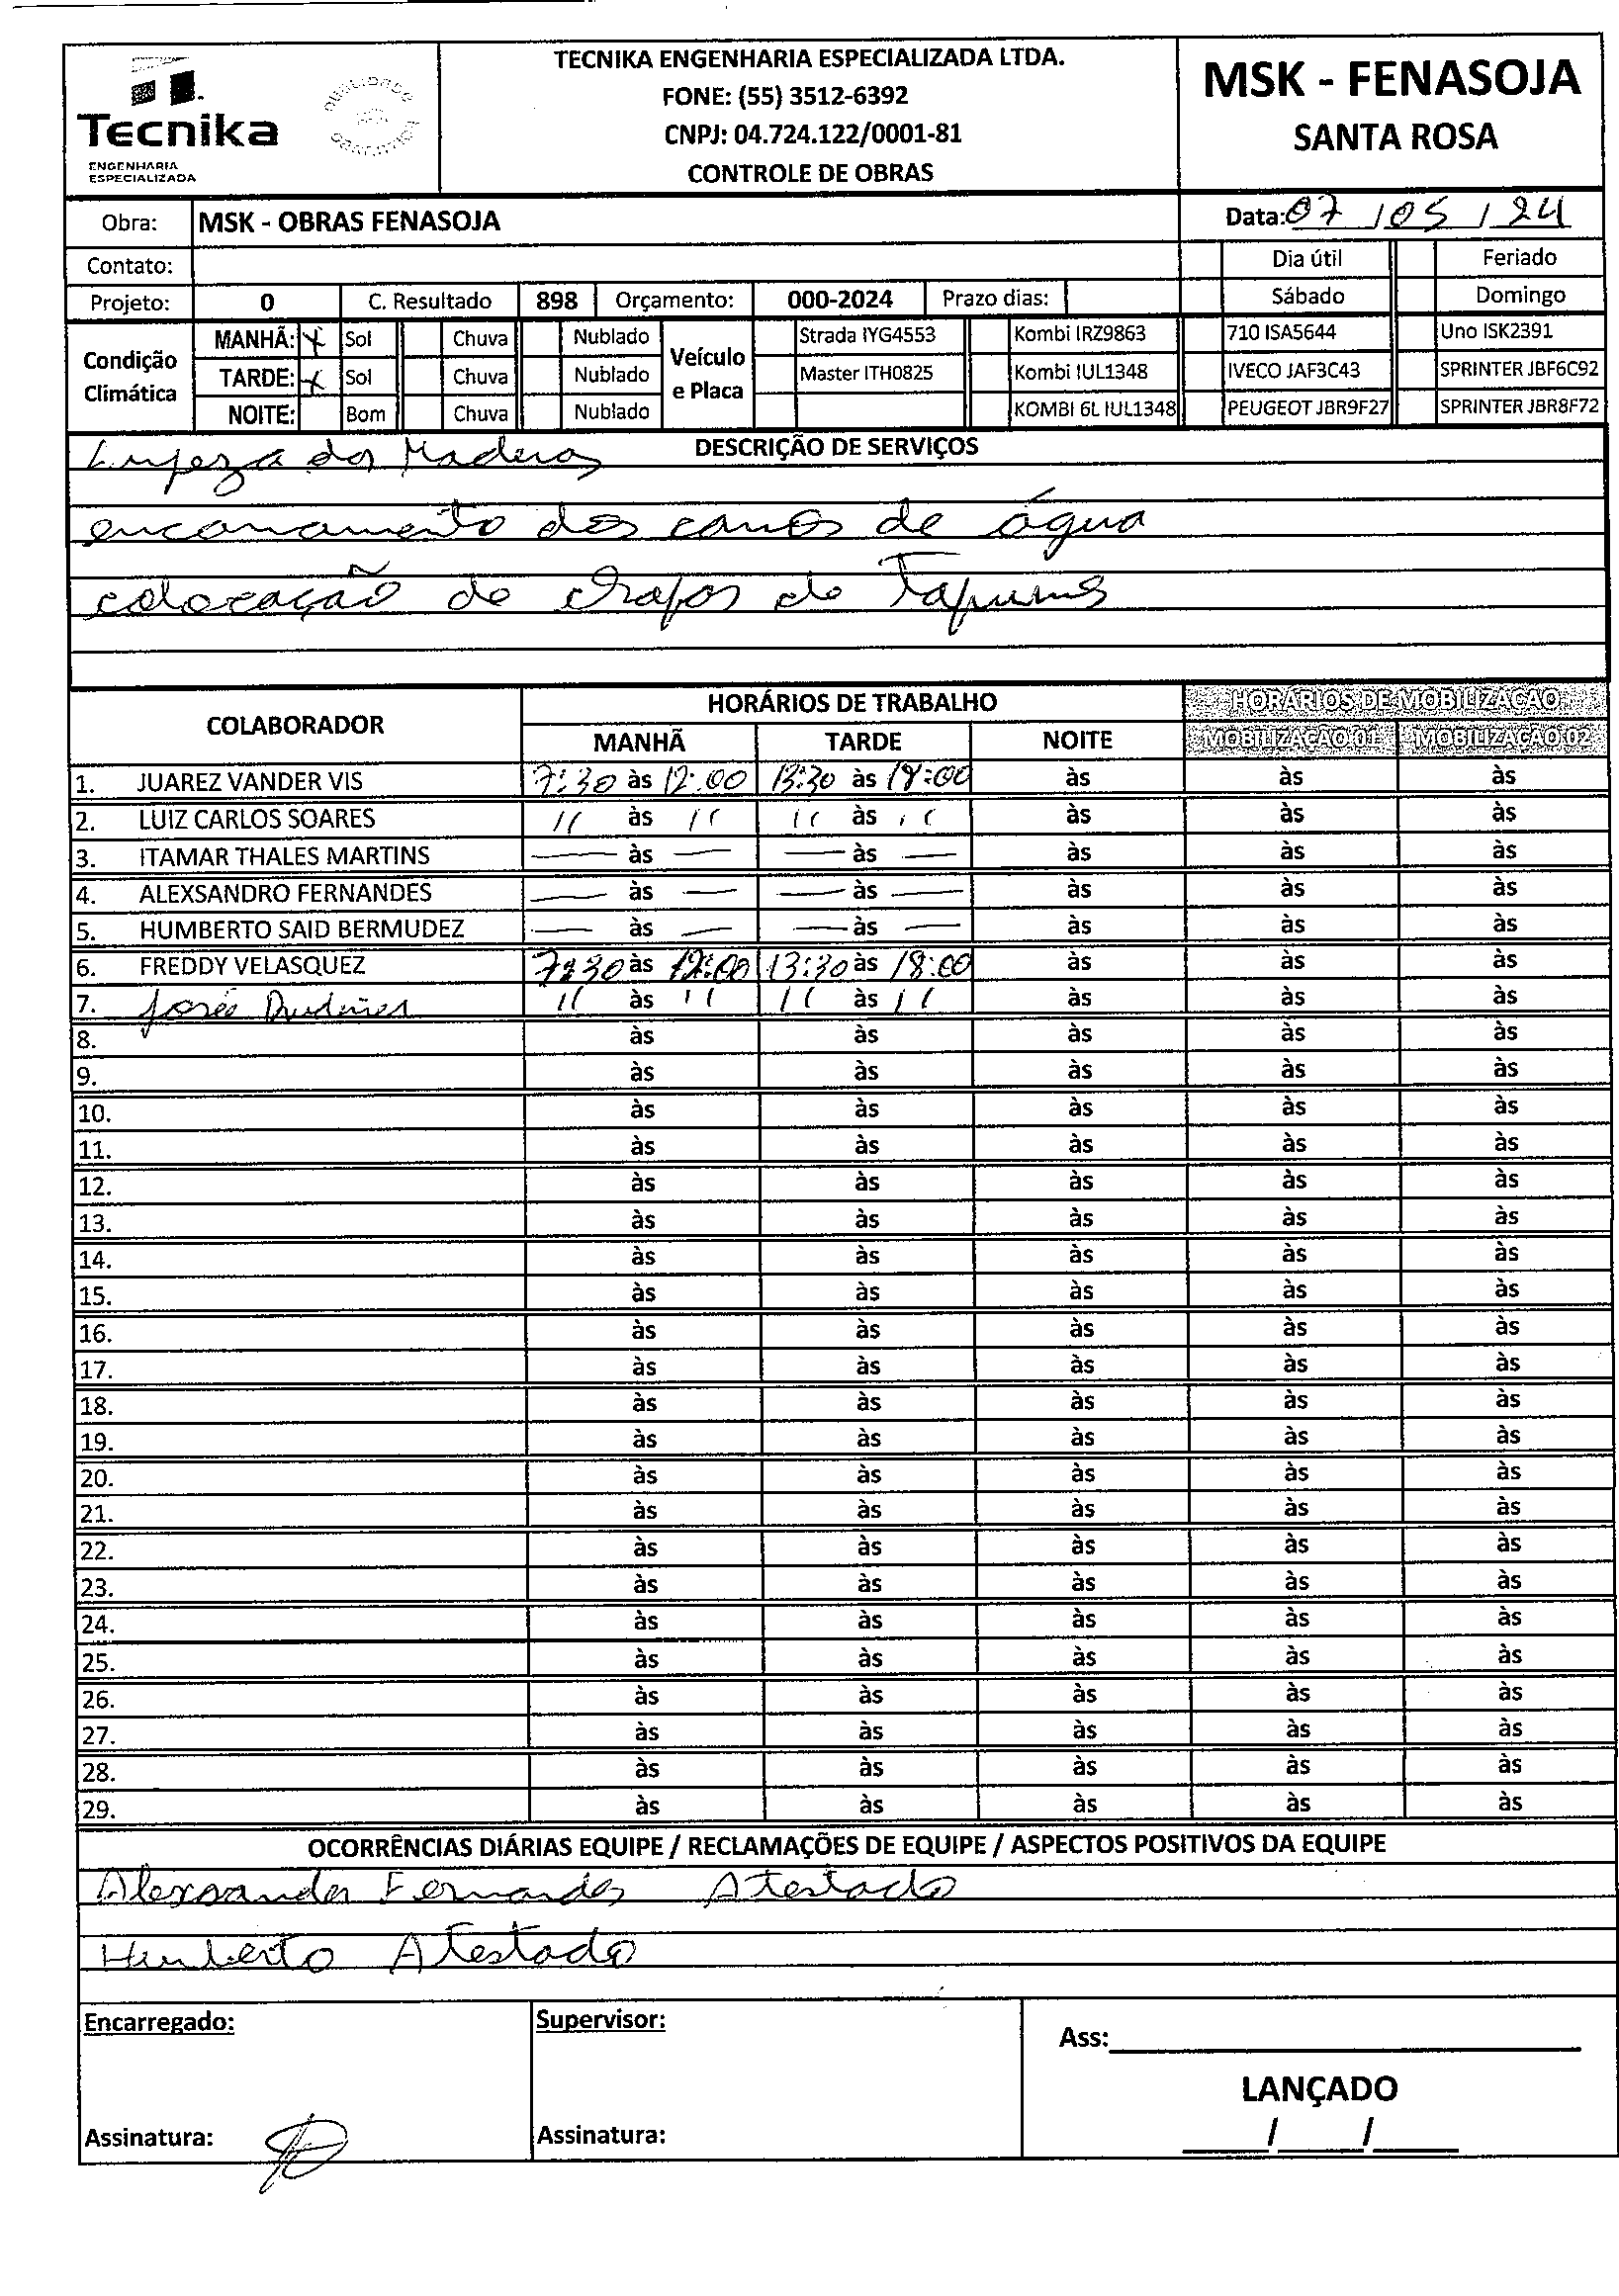 Tecnika
ENGENHARIA
ESPECIALIZADA
TECNIKA ENGENHARIA ESPECIALIZADA LTDA.
FONE: (55) 3512-6392
CNPJ: 04.724.122/0001-81
CONTROLE DE OBRAS
MSK - FENASOJA
SANTA ROSA
Obra: MSK - OBRAS FENASOJA Data: 07/05/24
Contato: Dia útil Feriado
Projeto: 0 C. Resultado 898 Orçamento: 000-2024 Prazo dias: Sábado Domingo
Condição Climática
MANHÃ: X Sol Chuva Nublado
TARDE: X Sol Chuva Nublado
NOITE: Bom Chuva Nublado
Veículo e Placa
Strada IYG4553 Kombi IRZ9863 710 ISA5644 Uno ISK2391
Master ITH0825 Kombi IUL1348 IVECO JAF3C43 SPRINTER JBF6C92
KOMBI 6L IUL1348 PEUGEOT JBR9F27 SPRINTER JBR8F72
DESCRIÇÃO DE SERVIÇOS
Limpeza dos Madeiras
encanamento dos canos de água
colocação de chapas do Tapumes
COLABORADOR HORÁRIOS DE TRABALHO HORÁRIOS DE MOBILIZAÇÃO
MANHÃ TARDE NOITE MOBILIZAÇÃO 01 MOBILIZAÇÃO 02
1. JUAREZ VANDER VIS 7:30 às 12:00 13:30 às 18:00 às às às
2. LUIZ CARLOS SOARES 11 às 11 11 às 11 às às às
3. ITAMAR THALES MARTINS — às — — às — às às às
4. ALEXSANDRO FERNANDES — às — — às — às às às
5. HUMBERTO SAID BERMUDEZ — às — — às — às às às
6. FREDDY VELASQUEZ 7:30 às 12:00 13:30 às 18:00 às às às
7. José 11 às 11 11 às 11 às às às
8. às às às às às
9. às às às às às
10. às às às às às
11. às às às às às
12. às às às às às
13. às às às às às
14. às às às às às
15. às às às às às
16. às às às às às
17. às às às às às
18. às às às às às
19. às às às às às
20. às às às às às
21. às às às às às
22. às às às às às
23. às às às às às
24. às às às às às
25. às às às às às
26. às às às às às
27. às às às às às
28. às às às às às
29. às às às às às
OCORRÊNCIAS DIÁRIAS EQUIPE / RECLAMAÇÕES DE EQUIPE / ASPECTOS POSITIVOS DA EQUIPE
Alexsandro Fernandes Atestado
Humberto Atestado
Encarregado: Supervisor: Ass:
LANÇADO
Assinatura: Assinatura: / /